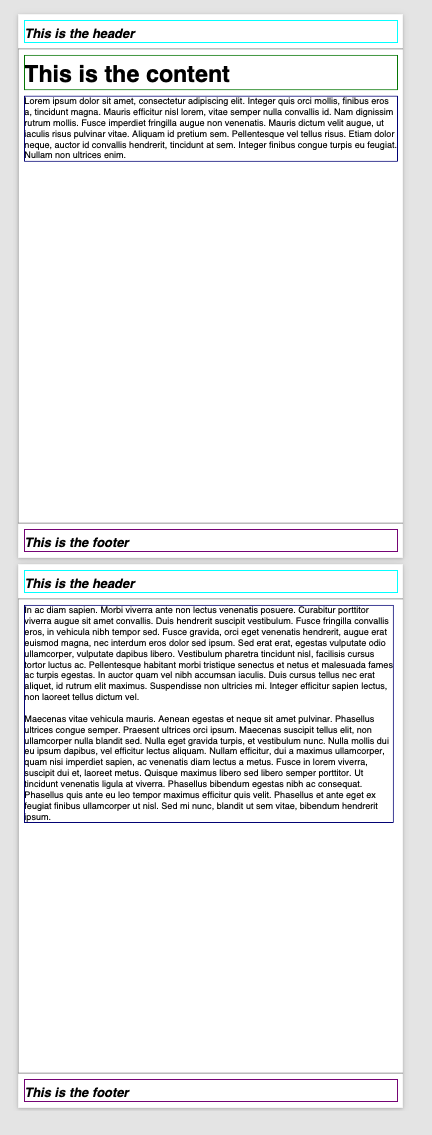 This is the header
This is the content
Lorem ipsum dolor sit amet, consectetur adipiscing elit. Integer quis orci mollis, finibus eros
a, tincidunt magna. Mauris efficitur nisl lorem, vitae semper nulla convallis id. Nam dignissim
rutrum mollis. Fusce imperdiet fringilla augue non venenatis. Mauris dictum velit augue, ut
iaculis risus pulvinar vitae. Aliquam id pretium sem. Pellentesque vel tellus risus. Etiam dolor
neque, auctor id convallis hendrerit, tincidunt at sem. Integer finibus congue turpis eu feugiat.
Nullam non ultrices enim.
This is the footer
This is the header
In ac diam sapien. Morbi viverra ante non lectus venenatis posuere. Curabitur porttitor
viverra augue sit amet convallis. Duis hendrerit suscipit vestibulum. Fusce fringilla convallis
eros, in vehicula nibh tempor sed. Fusce gravida, orci eget venenatis hendrerit, augue erat
euismod magna, nec interdum eros dolor sed ipsum. Sed erat erat, egestas vulputate odio
ullamcorper, vulputate dapibus libero. Vestibulum pharetra tincidunt nisl, facilisis cursus
tortor luctus ac. Pellentesque habitant morbi tristique senectus et netus et malesuada fames
ac turpis egestas. In auctor quam vel nibh accumsan iaculis. Duis cursus tellus nec erat
aliquet, id rutrum elit maximus. Suspendisse non ultricies mi. Integer efficitur sapien lectus,
non laoreet tellus dictum vel.
Maecenas vitae vehicula mauris. Aenean egestas et neque sit amet pulvinar. Phasellus
ultrices congue semper. Praesent ultrices orci ipsum. Maecenas suscipit tellus elit, non
ullamcorper nulla blandit sed. Nulla eget gravida turpis, et vestibulum nunc. Nulla mollis dui
eu ipsum dapibus, vel efficitur lectus aliquam. Nullam efficitur, dui a maximus ullamcorper,
quam nisi imperdiet sapien, ac venenatis diam lectus a metus. Fusce in lorem viverra,
suscipit dui et, laoreet metus. Quisque maximus libero sed libero semper porttitor. Ut
tincidunt venenatis ligula at viverra. Phasellus bibendum egestas nibh ac consequat.
Phasellus quis ante eu leo tempor maximus efficitur quis velit. Phasellus et ante eget ex
feugiat finibus ullamcorper ut nisl. Sed mi nunc, blandit ut sem vitae, bibendum hendrerit
ipsum.
This is the footer